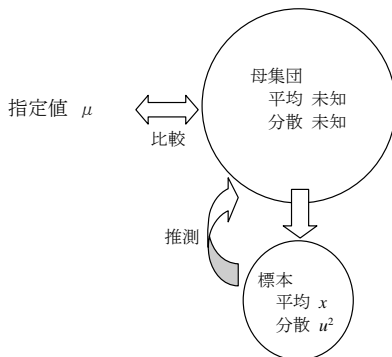 母集団
平均 未知
分散 未知
指定値 μ
比較
推測
標本
平均 x
分散 u²